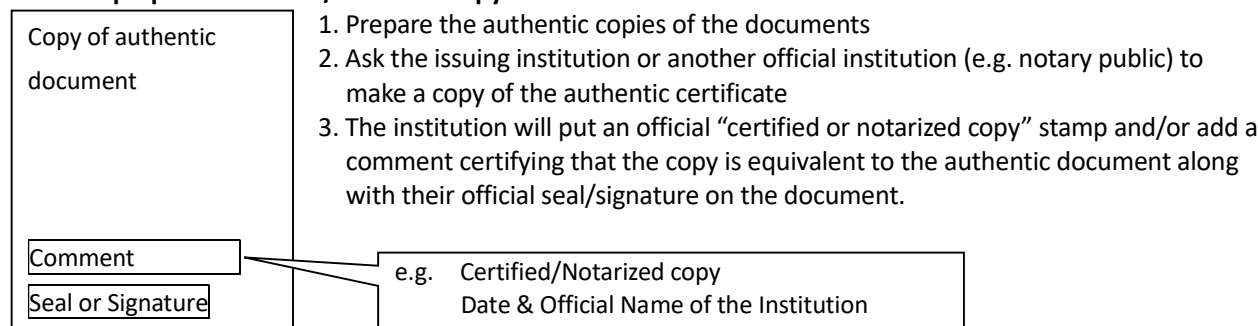 Copy of authentic
document
1. Prepare the authentic copies of the documents
2. Ask the issuing institution or another official institution (e.g. notary public) to
make a copy of the authentic certificate
3. The institution will put an official “certified or notarized copy” stamp and/or add a
comment certifying that the copy is equivalent to the authentic document along
with their official seal/signature on the document.
Comment
Seal or Signature
e.g. Certified/Notarized copy
Date & Official Name of the Institution